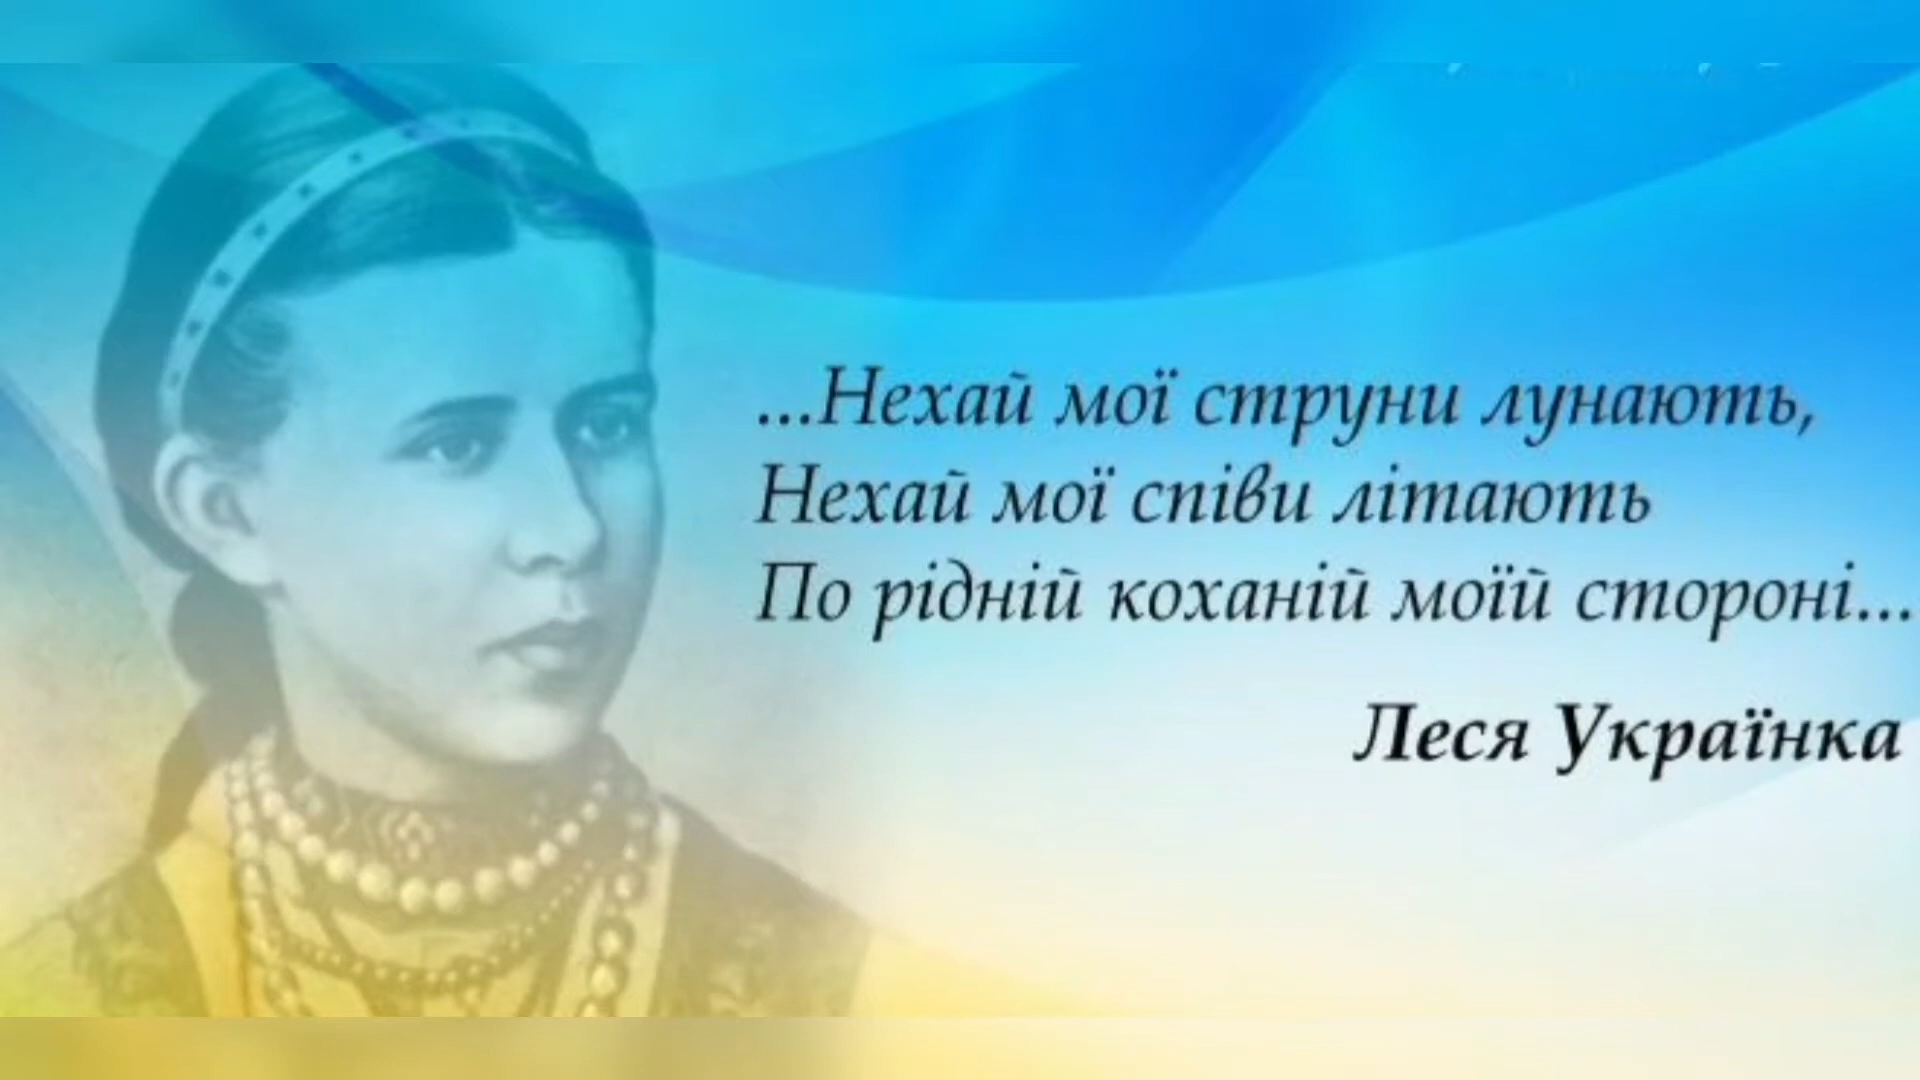 ...Нехай мої струни лунають,
Нехай мої співи літають
По рідній коханій моїй стороні...
Леся Українка